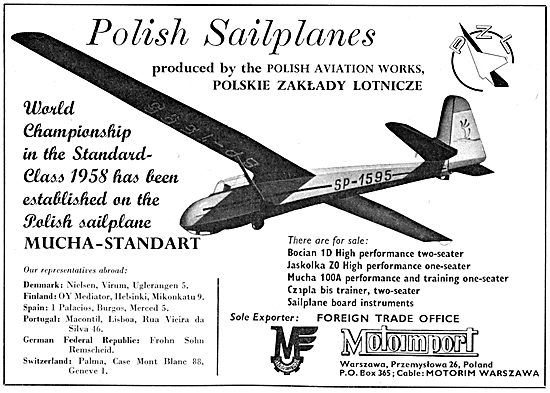 Polish Sailplanes
PZL
produced by the POLISH AVIATION WORKS,
POLSKIE ZAKŁADY LOTNICZE
World
Championship
in the Standard-
Class 1958 has been
established on the
Polish sailplane
MUCHA-STANDART
SP-1595
SP-1595
Our representatives abroad:
Denmark: Nielsen, Virum, Uglerangen 5.
Finland: OY Mediator, Helsinki, Mikonkatu 9.
Spain: 1 Palacios, Burgos, Merced 5.
Portugal: Macontil, Lisboa, Rua Vieira da
Silva 46.
German Federal Republic: Frohn Sohn
Remscheid.
Switzerland: Palma, Case Mont Blanc 88,
Geneve 1.
There are for sale:
Bocian 1D High performance two-seater
Jaskolka Z0 High performance one-seater
Mucha 100A performance and training one-seater
Czapla bis trainer, two-seater
Sailplane board instruments
Sole Exporter: FOREIGN TRADE OFFICE
Motoimport
Warszawa, Przemysłowa 26, Poland
P.O. Box 365; Cable: MOTORIM WARSZAWA